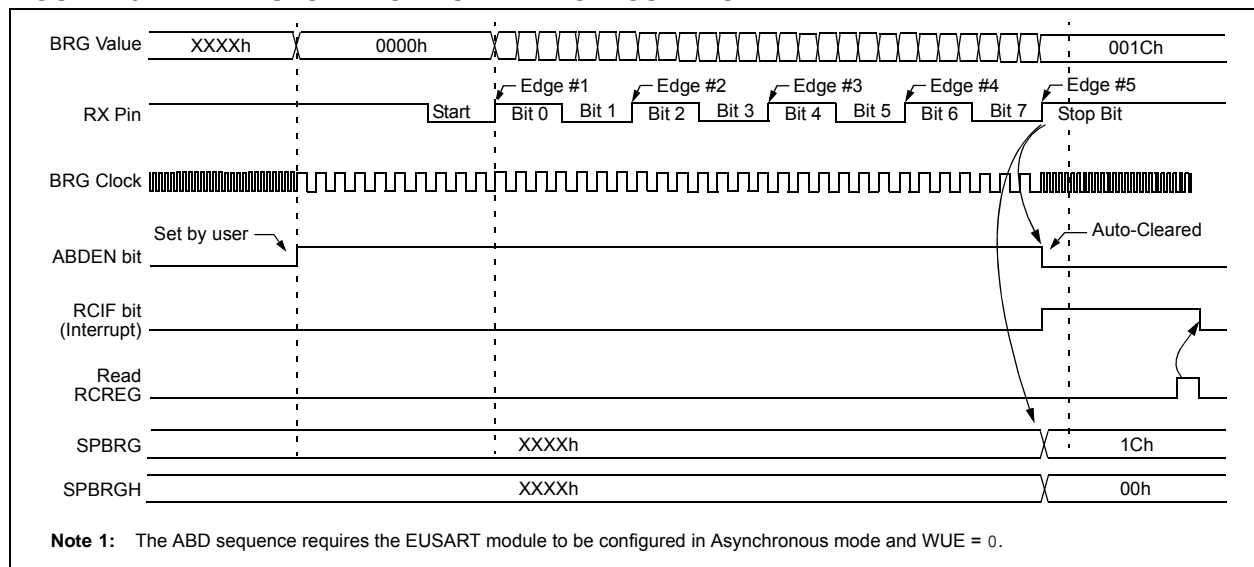 BRG Value XXXXh 0000h 001Ch
Edge #1 Edge #2 Edge #3 Edge #4 Edge #5
RX Pin Start Bit 0 Bit 1 Bit 2 Bit 3 Bit 4 Bit 5 Bit 6 Bit 7 Stop Bit
BRG Clock
Set by user Auto-Cleared
ABDEN bit
RCIF bit
(Interrupt)
Read
RCREG
SPBRG XXXXh 1Ch
SPBRGH XXXXh 00h
Note 1: The ABD sequence requires the EUSART module to be configured in Asynchronous mode and WUE = 0.